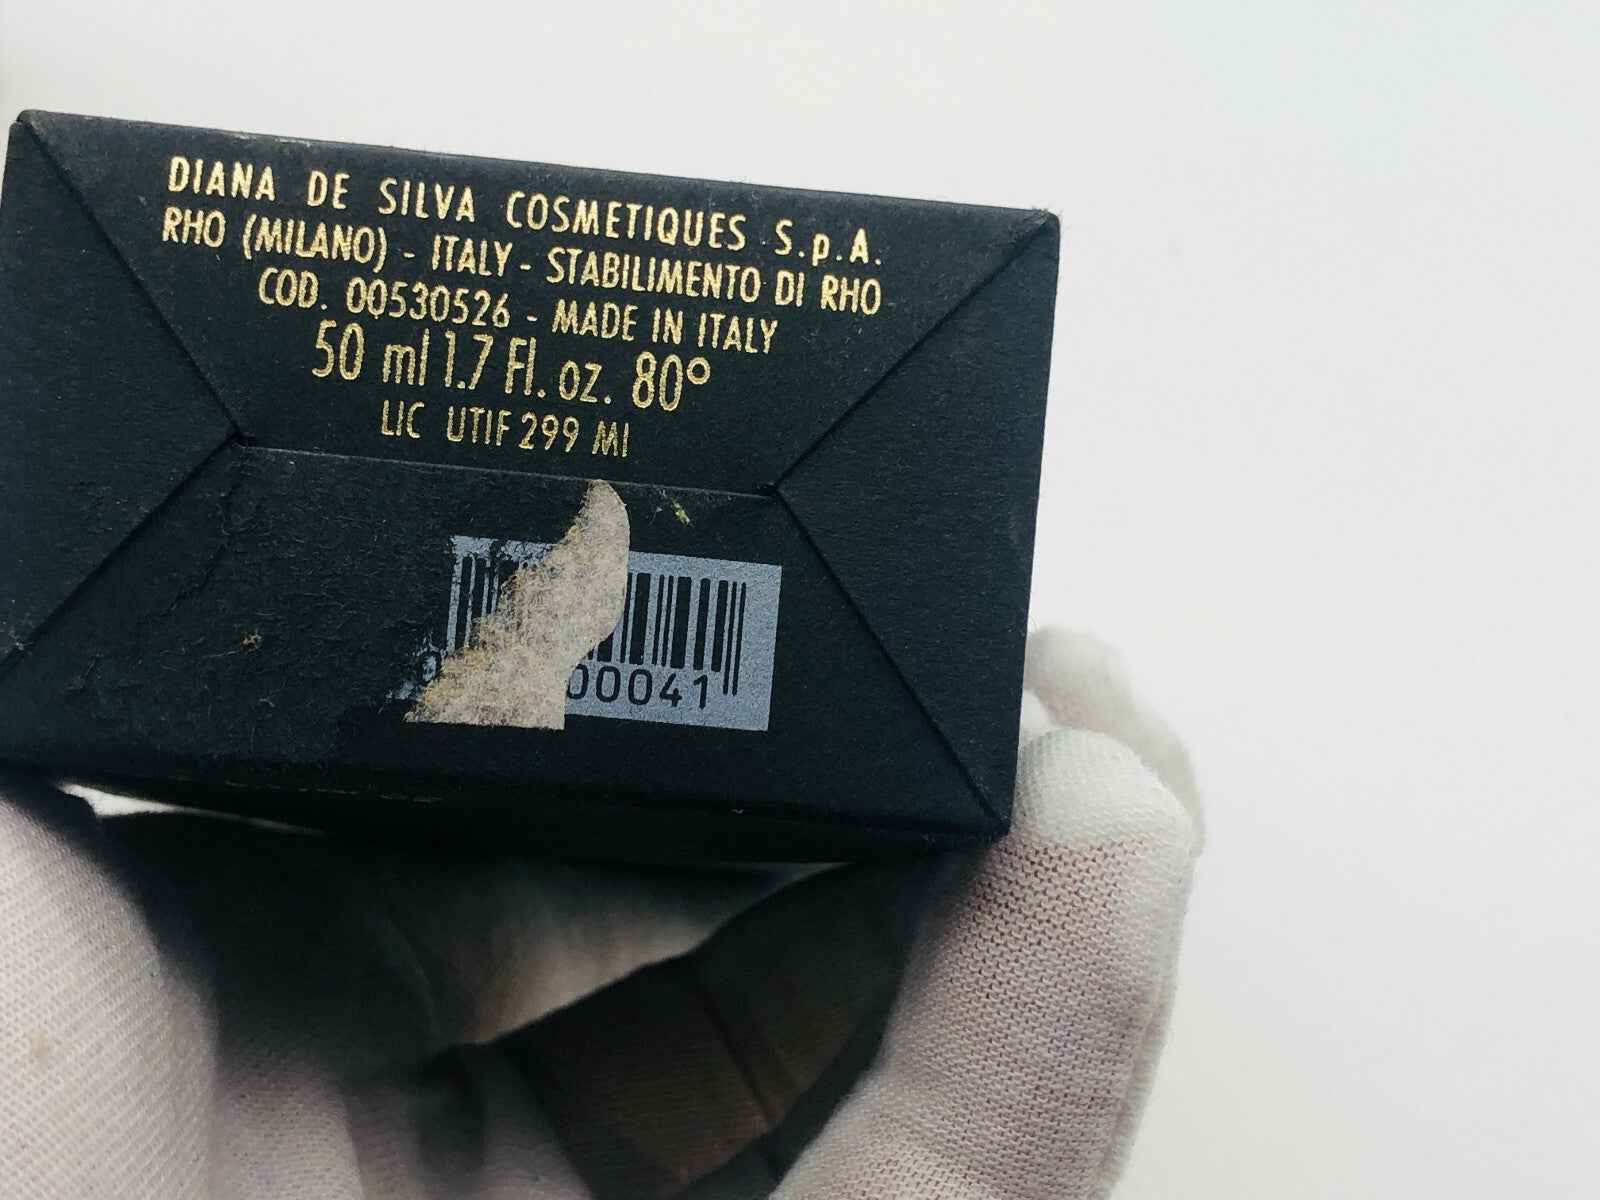 DIANA DE SILVA COSMETIQUES S.p.A.
RHO (MILANO) - ITALY - STABILIMENTO DI RHO
COD. 00530526 - MADE IN ITALY
50 ml 1.7 Fl. oz. 80°
LIC UTIF 299 MI
00041